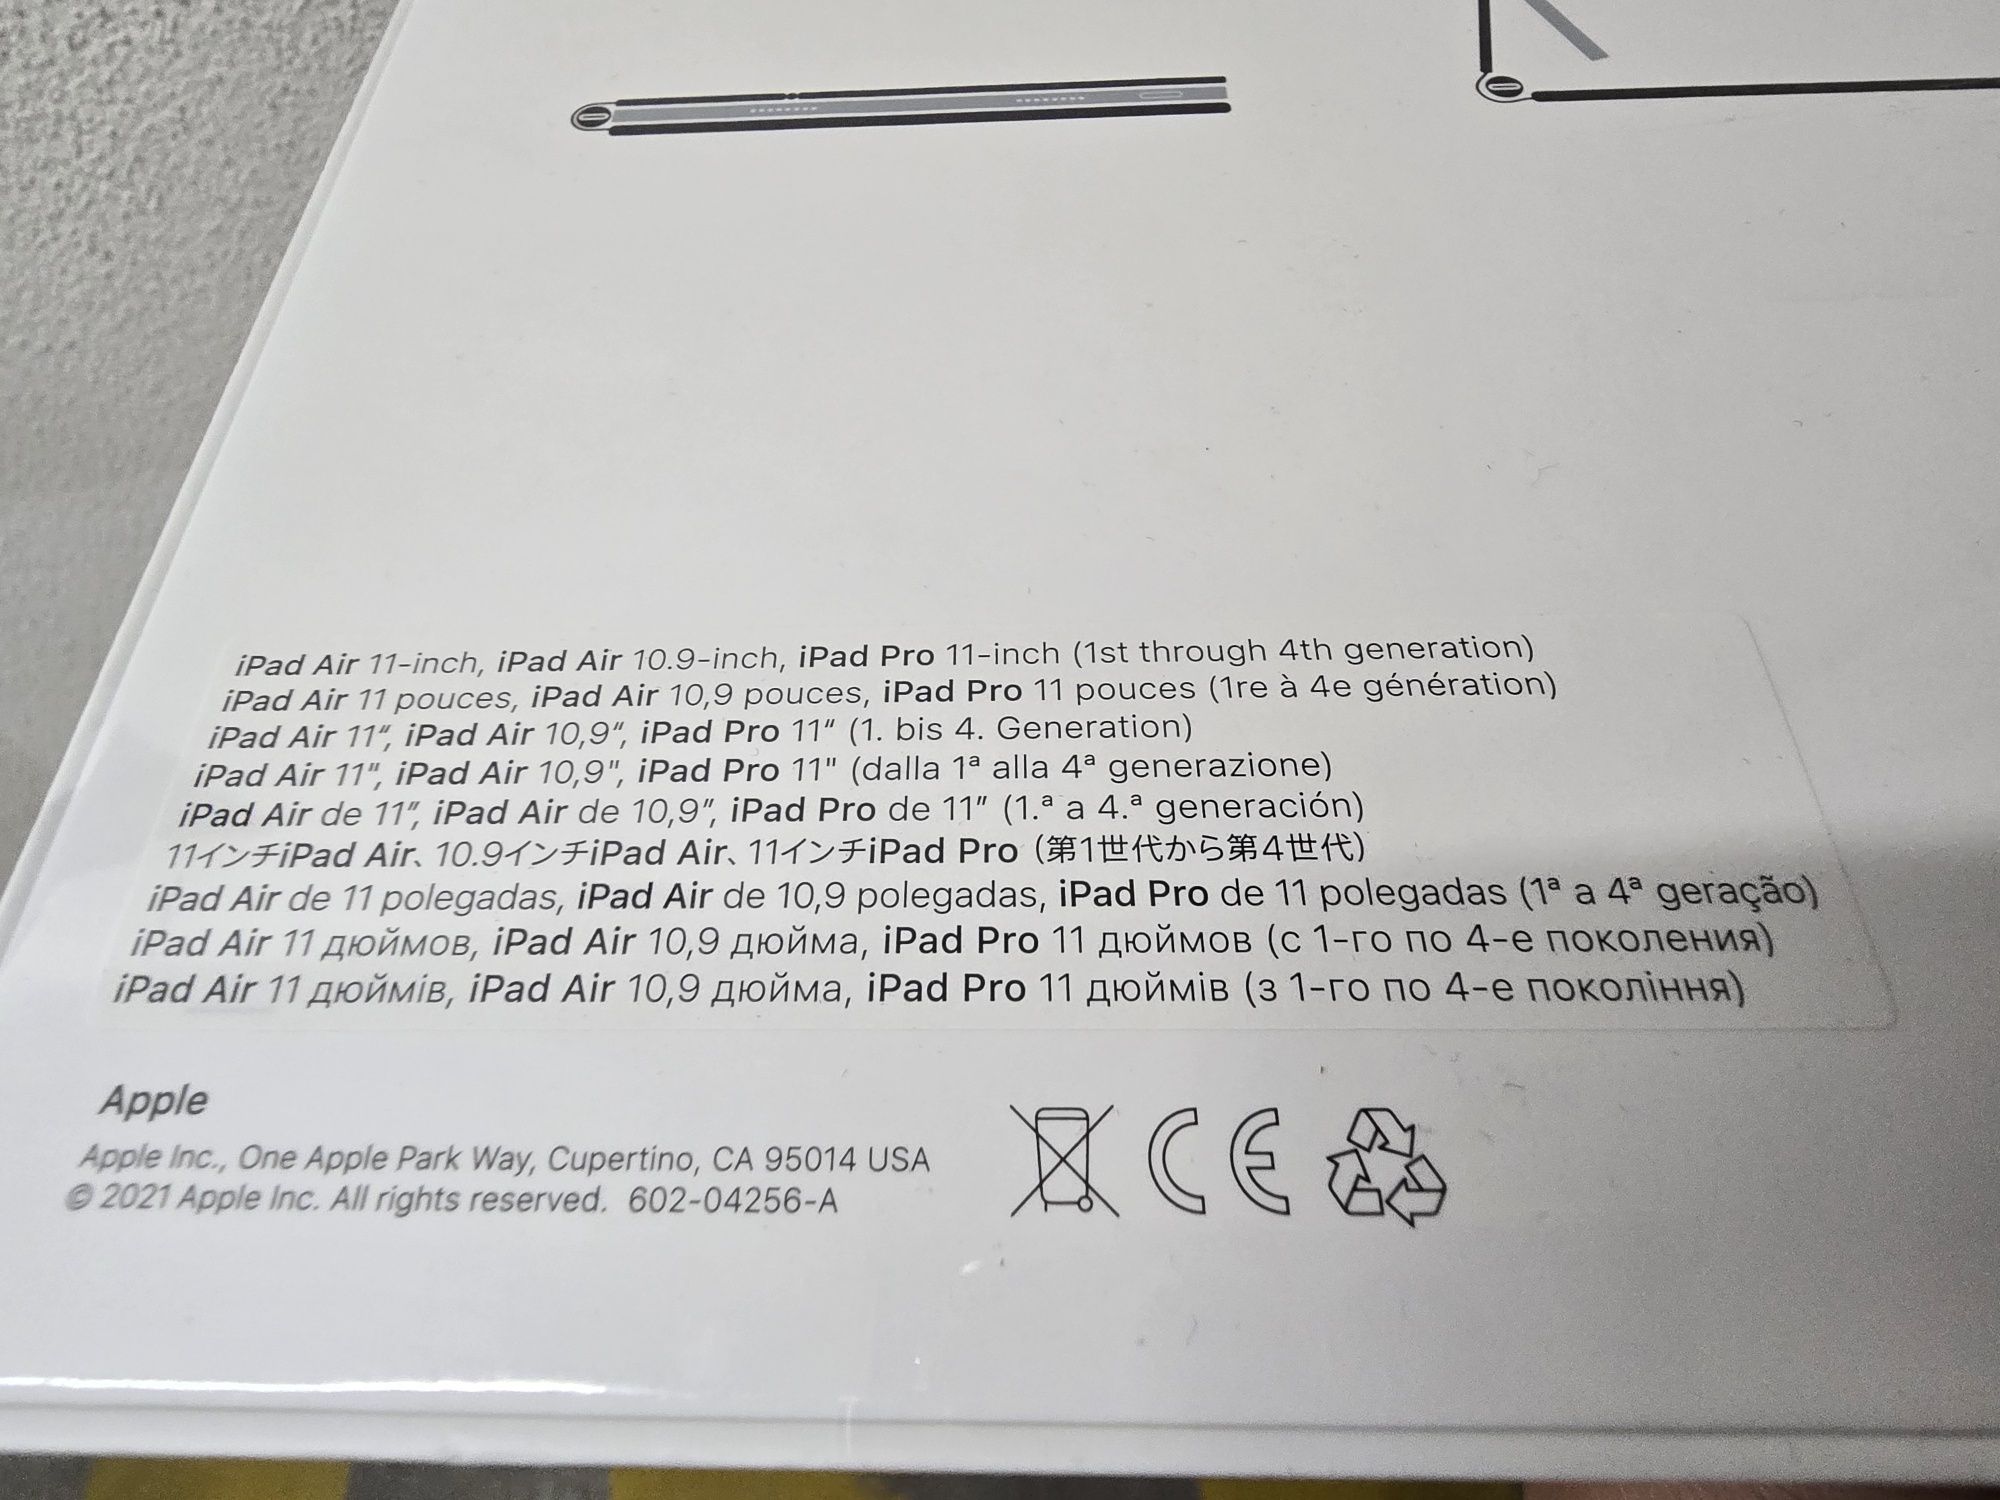 iPad Air 11-inch, iPad Air 10.9-inch, iPad Pro 11-inch (1st through 4th generation)
iPad Air 11 pouces, iPad Air 10,9 pouces, iPad Pro 11 pouces (1re à 4e génération)
iPad Air 11“, iPad Air 10,9“, iPad Pro 11“ (1. bis 4. Generation)
iPad Air 11", iPad Air 10,9", iPad Pro 11" (dalla 1ª alla 4ª generazione)
iPad Air de 11”, iPad Air de 10,9”, iPad Pro de 11” (1.ª a 4.ª generación)
11インチiPad Air、10.9インチiPad Air、11インチiPad Pro（第1世代から第4世代）
iPad Air de 11 polegadas, iPad Air de 10,9 polegadas, iPad Pro de 11 polegadas (1ª a 4ª geração)
iPad Air 11 дюймов, iPad Air 10,9 дюйма, iPad Pro 11 дюймов (с 1-го по 4-е поколения)
iPad Air 11 дюймів, iPad Air 10,9 дюйма, iPad Pro 11 дюймів (з 1-го по 4-е покоління)
Apple
Apple Inc., One Apple Park Way, Cupertino, CA 95014 USA
© 2021 Apple Inc. All rights reserved. 602-04256-A
CE